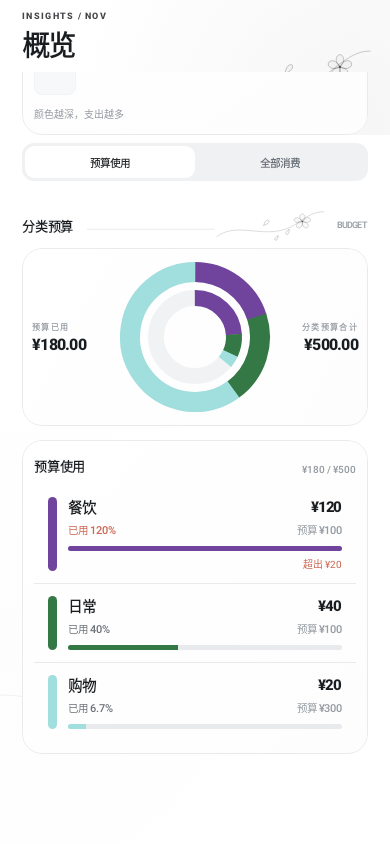 INSIGHTS / NOV
概览
颜色越深，支出越多
预算使用
全部消费
分类预算
BUDGET
预算已用
¥180.00
分类预算合计
¥500.00
预算使用
¥180 / ¥500
餐饮
¥120
已用 120%
预算 ¥100
超出 ¥20
日常
¥40
已用 40%
预算 ¥100
购物
¥20
已用 6.7%
预算 ¥300